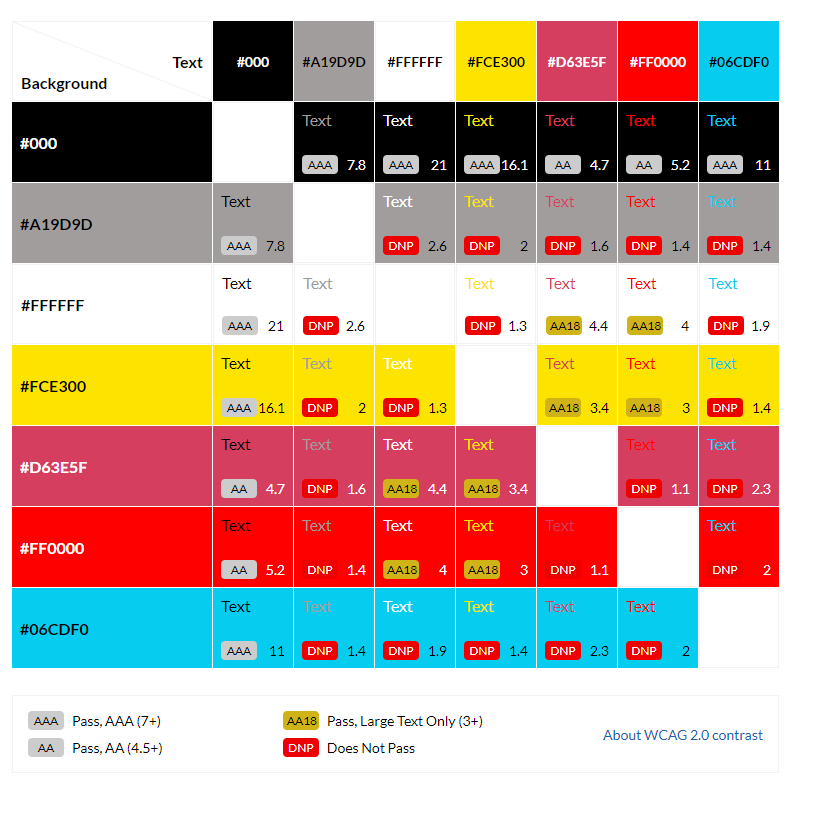 Text
Background
#000 #A19D9D #FFFFFF #FCE300 #D63E5F #FF0000 #06CDF0
#000
Text Text Text Text Text Text
AAA 7.8 AAA 21 AAA 16.1 AA 4.7 AA 5.2 AAA 11
#A19D9D
Text Text Text Text Text Text
AAA 7.8 DNP 2.6 DNP 2 DNP 1.6 DNP 1.4 DNP 1.4
#FFFFFF
Text Text Text Text Text Text
AAA 21 DNP 2.6 DNP 1.3 AA18 4.4 AA18 4 DNP 1.9
#FCE300
Text Text Text Text Text Text
AAA 16.1 DNP 2 DNP 1.3 AA18 3.4 AA18 3 DNP 1.4
#D63E5F
Text Text Text Text Text Text
AA 4.7 DNP 1.6 AA18 4.4 AA18 3.4 DNP 1.1 DNP 2.3
#FF0000
Text Text Text Text Text Text
AA 5.2 DNP 1.4 AA18 4 AA18 3 DNP 1.1 DNP 2
#06CDF0
Text Text Text Text Text Text
AAA 11 DNP 1.4 DNP 1.9 DNP 1.4 DNP 2.3 DNP 2
AAA Pass, AAA (7+)
AA Pass, AA (4.5+)
AA18 Pass, Large Text Only (3+)
DNP Does Not Pass
About WCAG 2.0 contrast